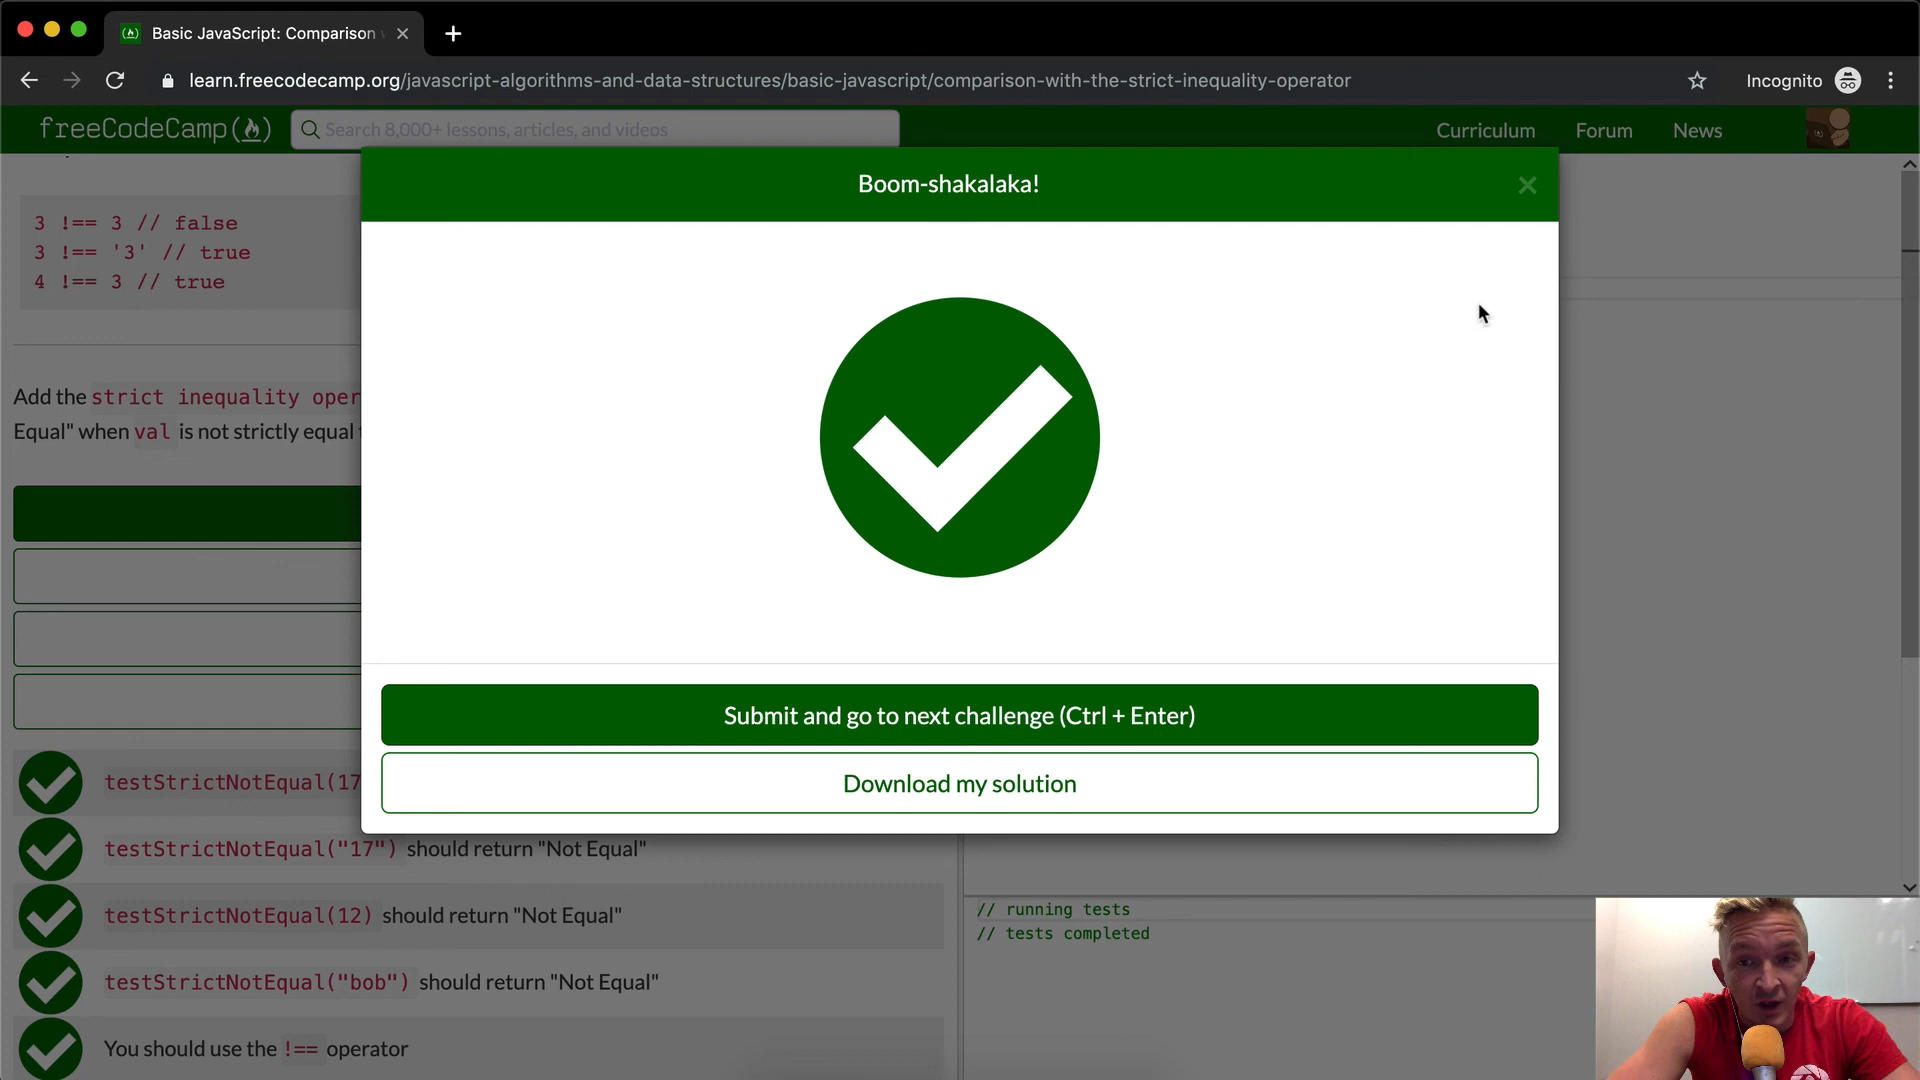 Basic JavaScript: Comparison
learn.freecodecamp.org/javascript-algorithms-and-data-structures/basic-javascript/comparison-with-the-strict-inequality-operator
Incognito
freeCodeCamp
Search 8,000+ lessons, articles, and videos
Curriculum
Forum
News
Boom-shakalaka!
3 !== 3 // false
3 !== '3' // true
4 !== 3 // true
Add the strict inequality oper
Equal" when val is not strictly equal
Submit and go to next challenge (Ctrl + Enter)
Download my solution
testStrictNotEqual(17
testStrictNotEqual("17") should return "Not Equal"
testStrictNotEqual(12) should return "Not Equal"
testStrictNotEqual("bob") should return "Not Equal"
You should use the !== operator
// running tests
// tests completed